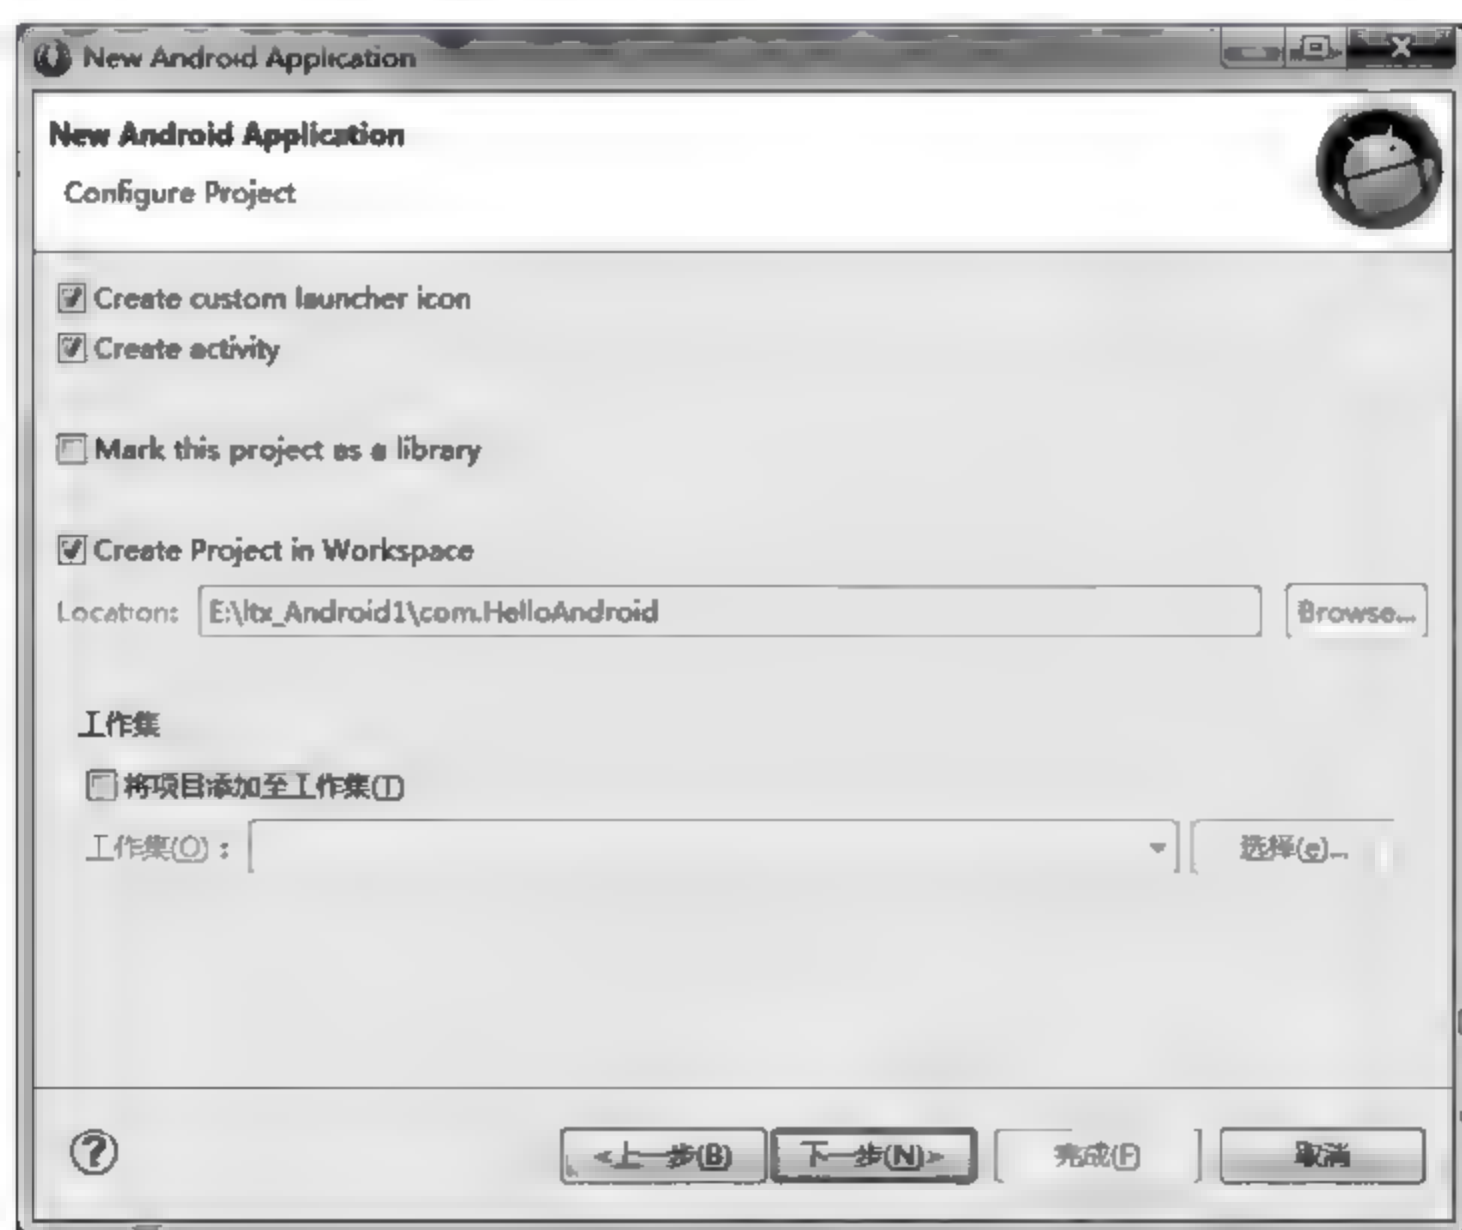 New Android Application
New Android Application
Configure Project
Create custom launcher icon
Create activity
Mark this project as a library
Create Project in Workspace
Location: E:\ltx_Android1\com.HelloAndroid Browse...
工作集
将项目添加至工作集(T)
工作集(O)： 选择(e)...
? <上一步(B) 下一步(N)> 完成(F) 取消